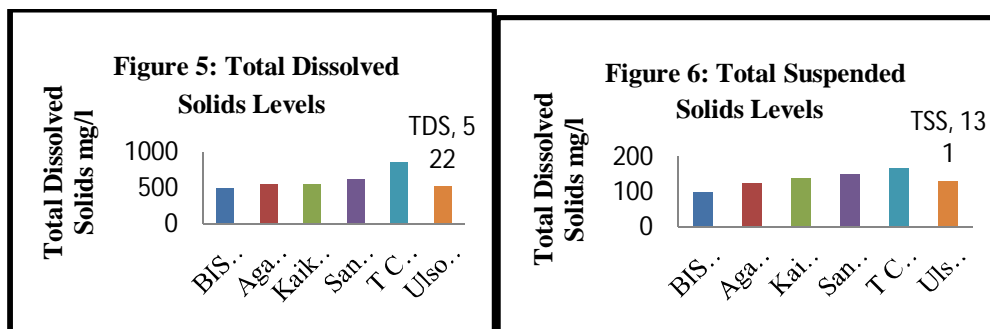 Figure 5: Total Dissolved
Solids Levels
Total Dissolved
Solids mg/l
TDS, 5
22
1000
500
0
BIS..
Aga..
Kaik..
San..
T C..
Ulso..
Figure 6: Total Suspended
Solids Levels
Total Dissolved
Solids mg/l
TSS, 13
1
200
100
0
BIS..
Aga..
Kai..
San..
T C..
Uls..